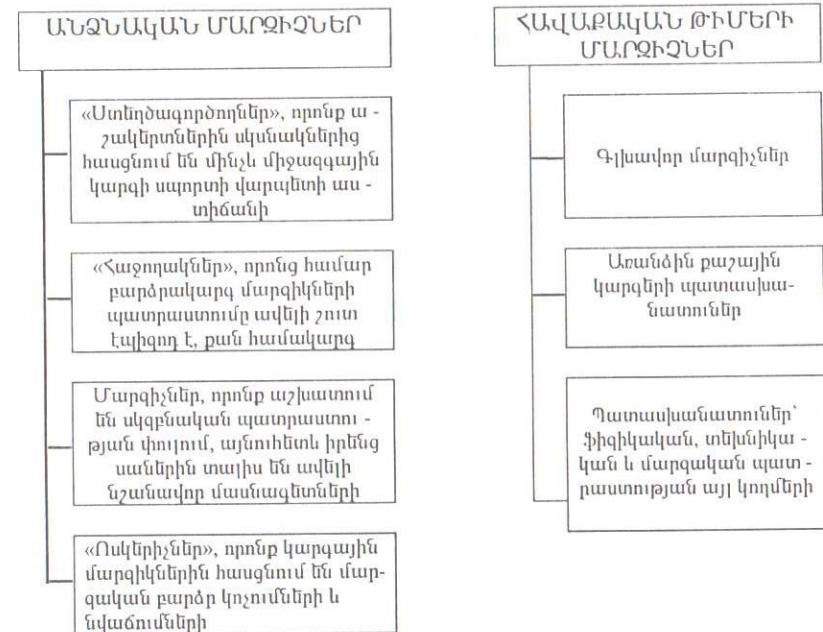 ԱՆՁՆԱԿԱՆ ՄԱՐԶԻՉՆԵՐ
«Ստեղծագործողներ», որոնք ա -
շակերտներին սկսնակներից
հասցնում են մինչև միջազգային
կարգի սպորտի վարպետի աս -
տիճանի
«Հաջողակներ», որոնց համար
բարձրակարգ մարզիկների
պատրաստումը ավելի շուտ
էպիզոդ է, քան համակարգ
Մարզիչներ, որոնք աշխատում
են սկզբնական պատրաստու -
թյան փուլում, այնուհետև իրենց
սաներին տալիս են ավելի
նշանավոր մասնագետների
«Ոսկերիչներ», որոնք կարգային
մարզիկներին հասցնում են մար-
զական բարձր կոչումների և
նվաճումների
ՀԱՎԱՔԱԿԱՆ ԹԻՄԵՐԻ
ՄԱՐԶԻՉՆԵՐ
Գլխավոր մարզիչներ
Առանձին քաշային
կարգերի պատասխա-
նատուներ
Պատասխանատուներ՝
ֆիզիկական, տեխնիկա -
կան և մարզական պատ -
րաստության այլ կողմերի